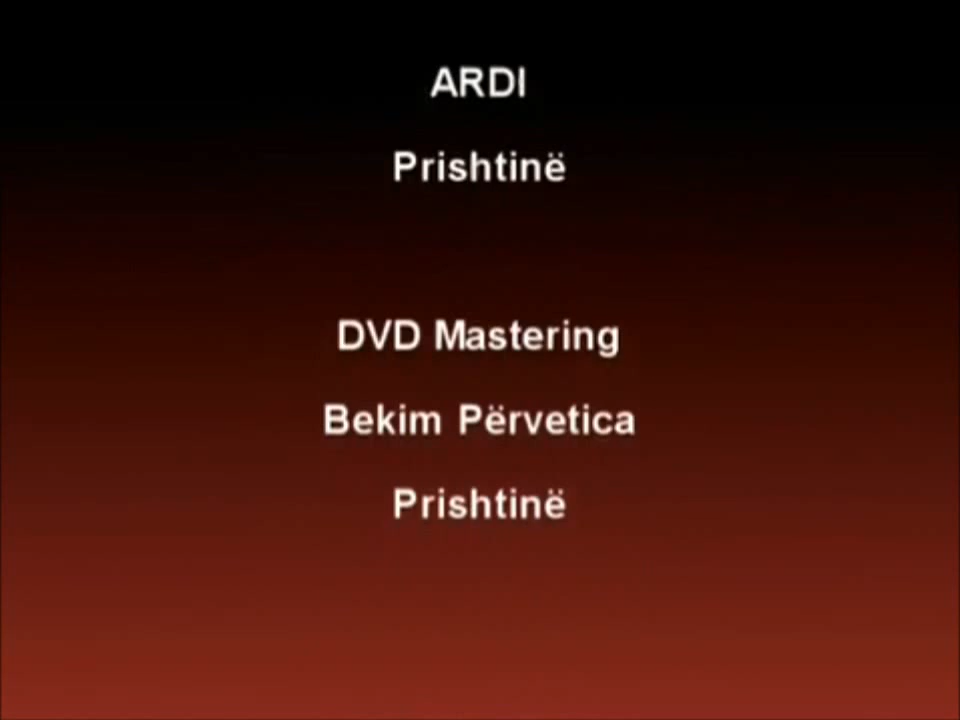 ARDI
Prishtinë
DVD Mastering
Bekim Përvetica
Prishtinë